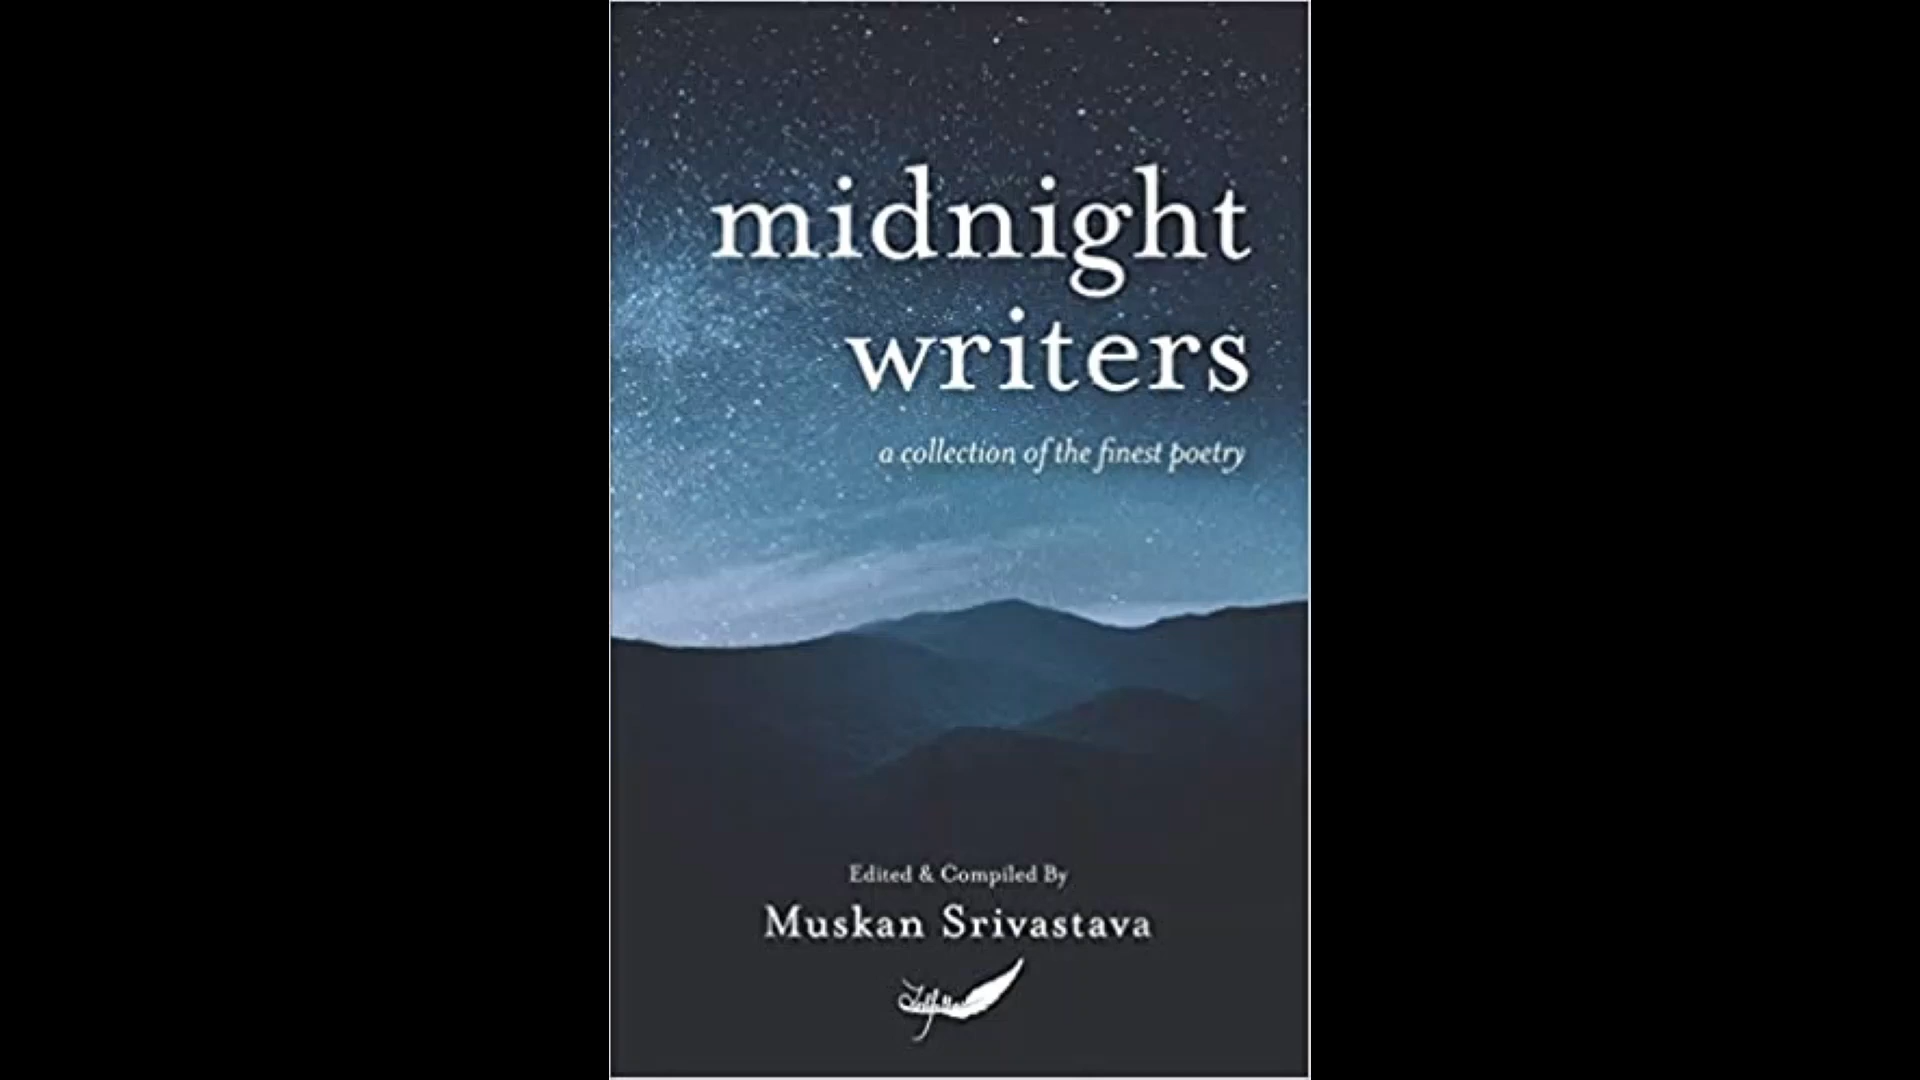 midnight
writers
a collection of the finest poetry
Edited & Compiled By
Muskan Srivastava